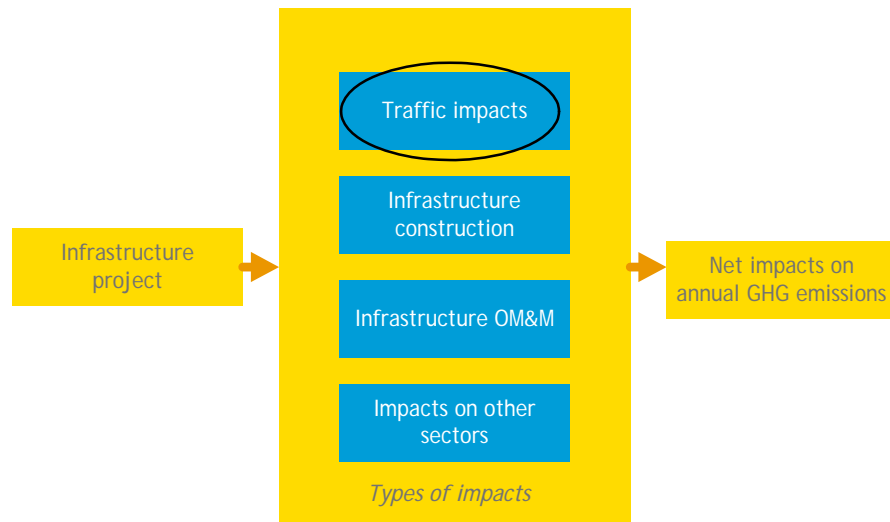 Infrastructure
project
Traffic impacts
Infrastructure
construction
Infrastructure OM&M
Impacts on other
sectors
Types of impacts
Net impacts on
annual GHG emissions